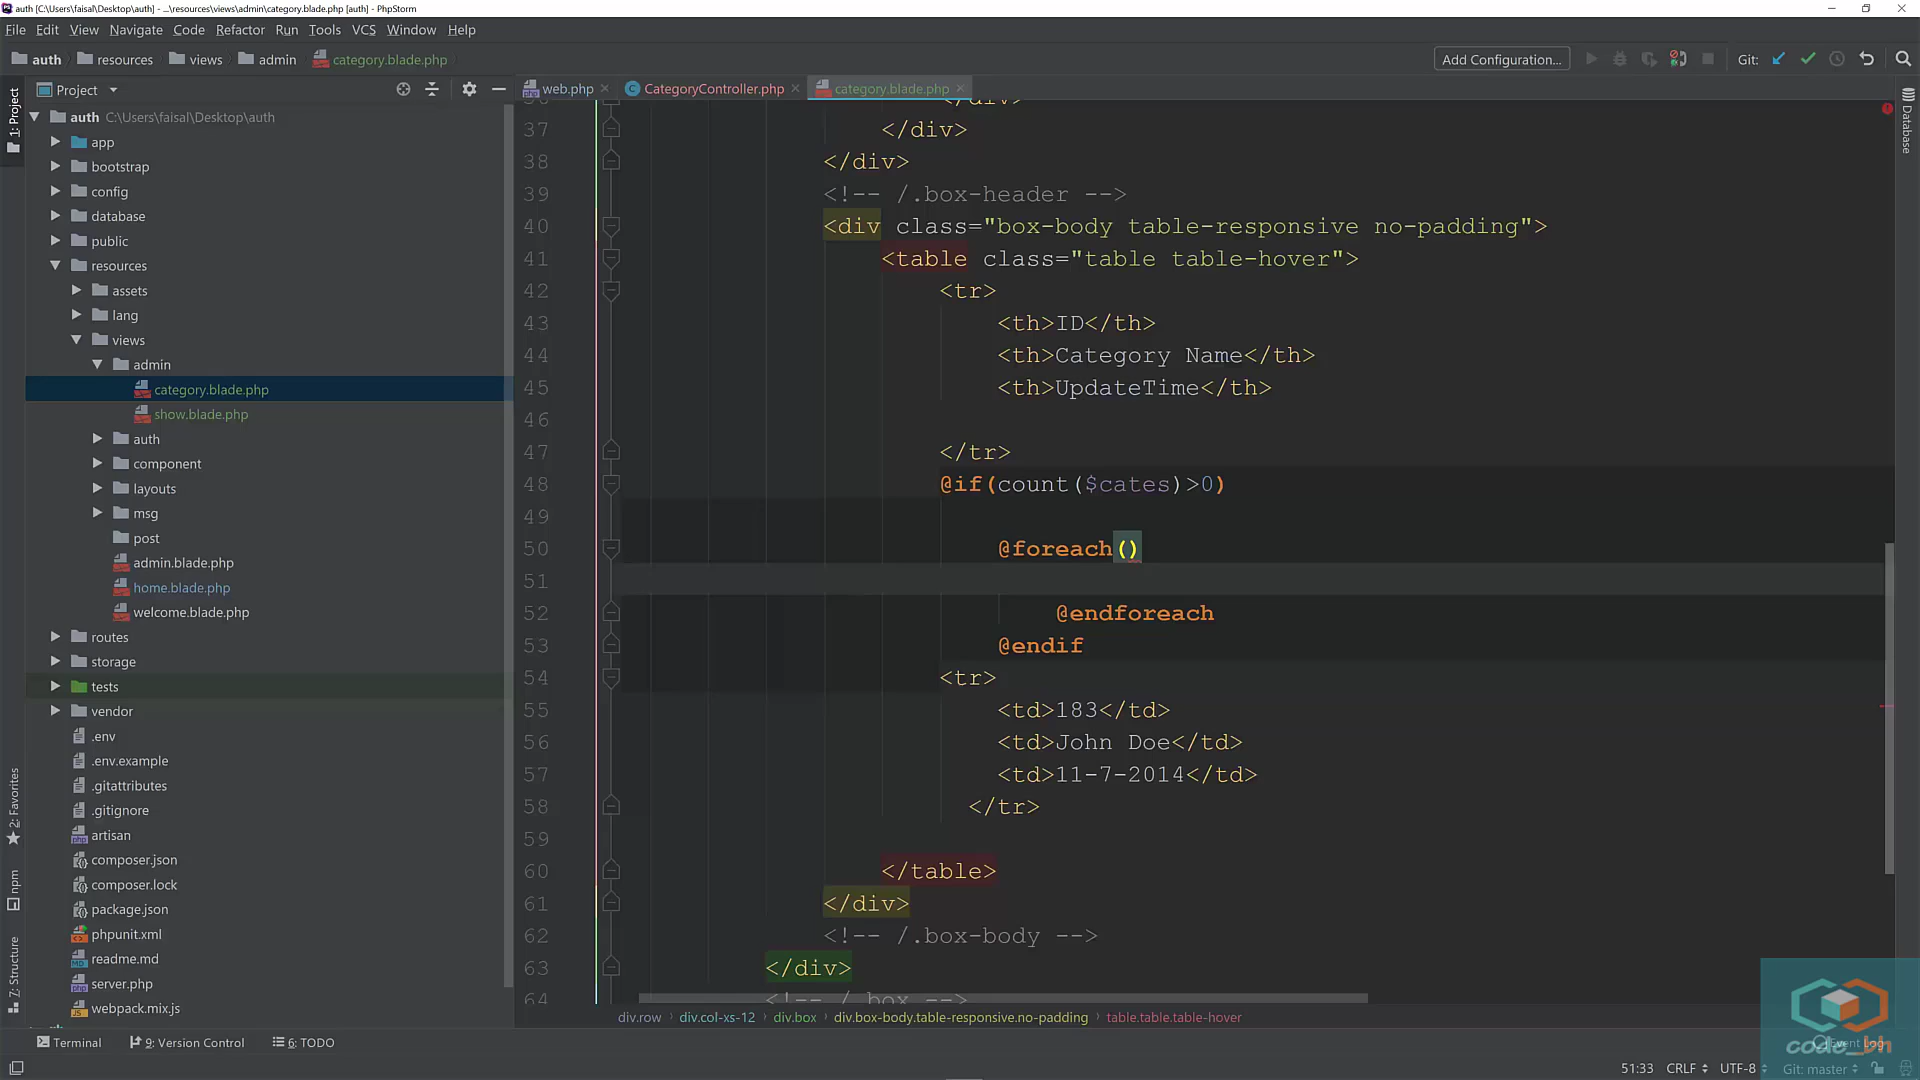 auth [C:\Users\faisal\Desktop\auth] - ...\resources\views\admin\category.blade.php [auth] - PhpStorm
File Edit View Navigate Code Refactor Run Tools VCS Window Help
auth resources views admin category.blade.php Add Configuration... Git:
Project web.php CategoryController.php category.blade.php
1: Project
auth C:\Users\faisal\Desktop\auth
app
bootstrap
config
database
public
resources
assets
lang
views
admin
category.blade.php
show.blade.php
auth
component
layouts
msg
post
admin.blade.php
home.blade.php
welcome.blade.php
routes
storage
tests
vendor
.env
.env.example
.gitattributes
.gitignore
artisan
composer.json
composer.lock
package.json
phpunit.xml
readme.md
server.php
webpack.mix.js
2: Favorites
npm
7: Structure
37 </div>
38 </div>
39 <!-- /.box-header -->
40 <div class="box-body table-responsive no-padding">
41 <table class="table table-hover">
42 <tr>
43 <th>ID</th>
44 <th>Category Name</th>
45 <th>UpdateTime</th>
46
47 </tr>
48 @if(count($cates)>0)
49
50 @foreach()
51
52 @endforeach
53 @endif
54 <tr>
55 <td>183</td>
56 <td>John Doe</td>
57 <td>11-7-2014</td>
58 </tr>
59
60 </table>
61 </div>
62 <!-- /.box-body -->
63 </div>
64 <!-- /.box -->
div.row div.col-xs-12 div.box div.box-body.table-responsive.no-padding table.table.table-hover
Database
Terminal 9: Version Control 6: TODO Event Log
code_bh
51:33 CRLF UTF-8 Git: master